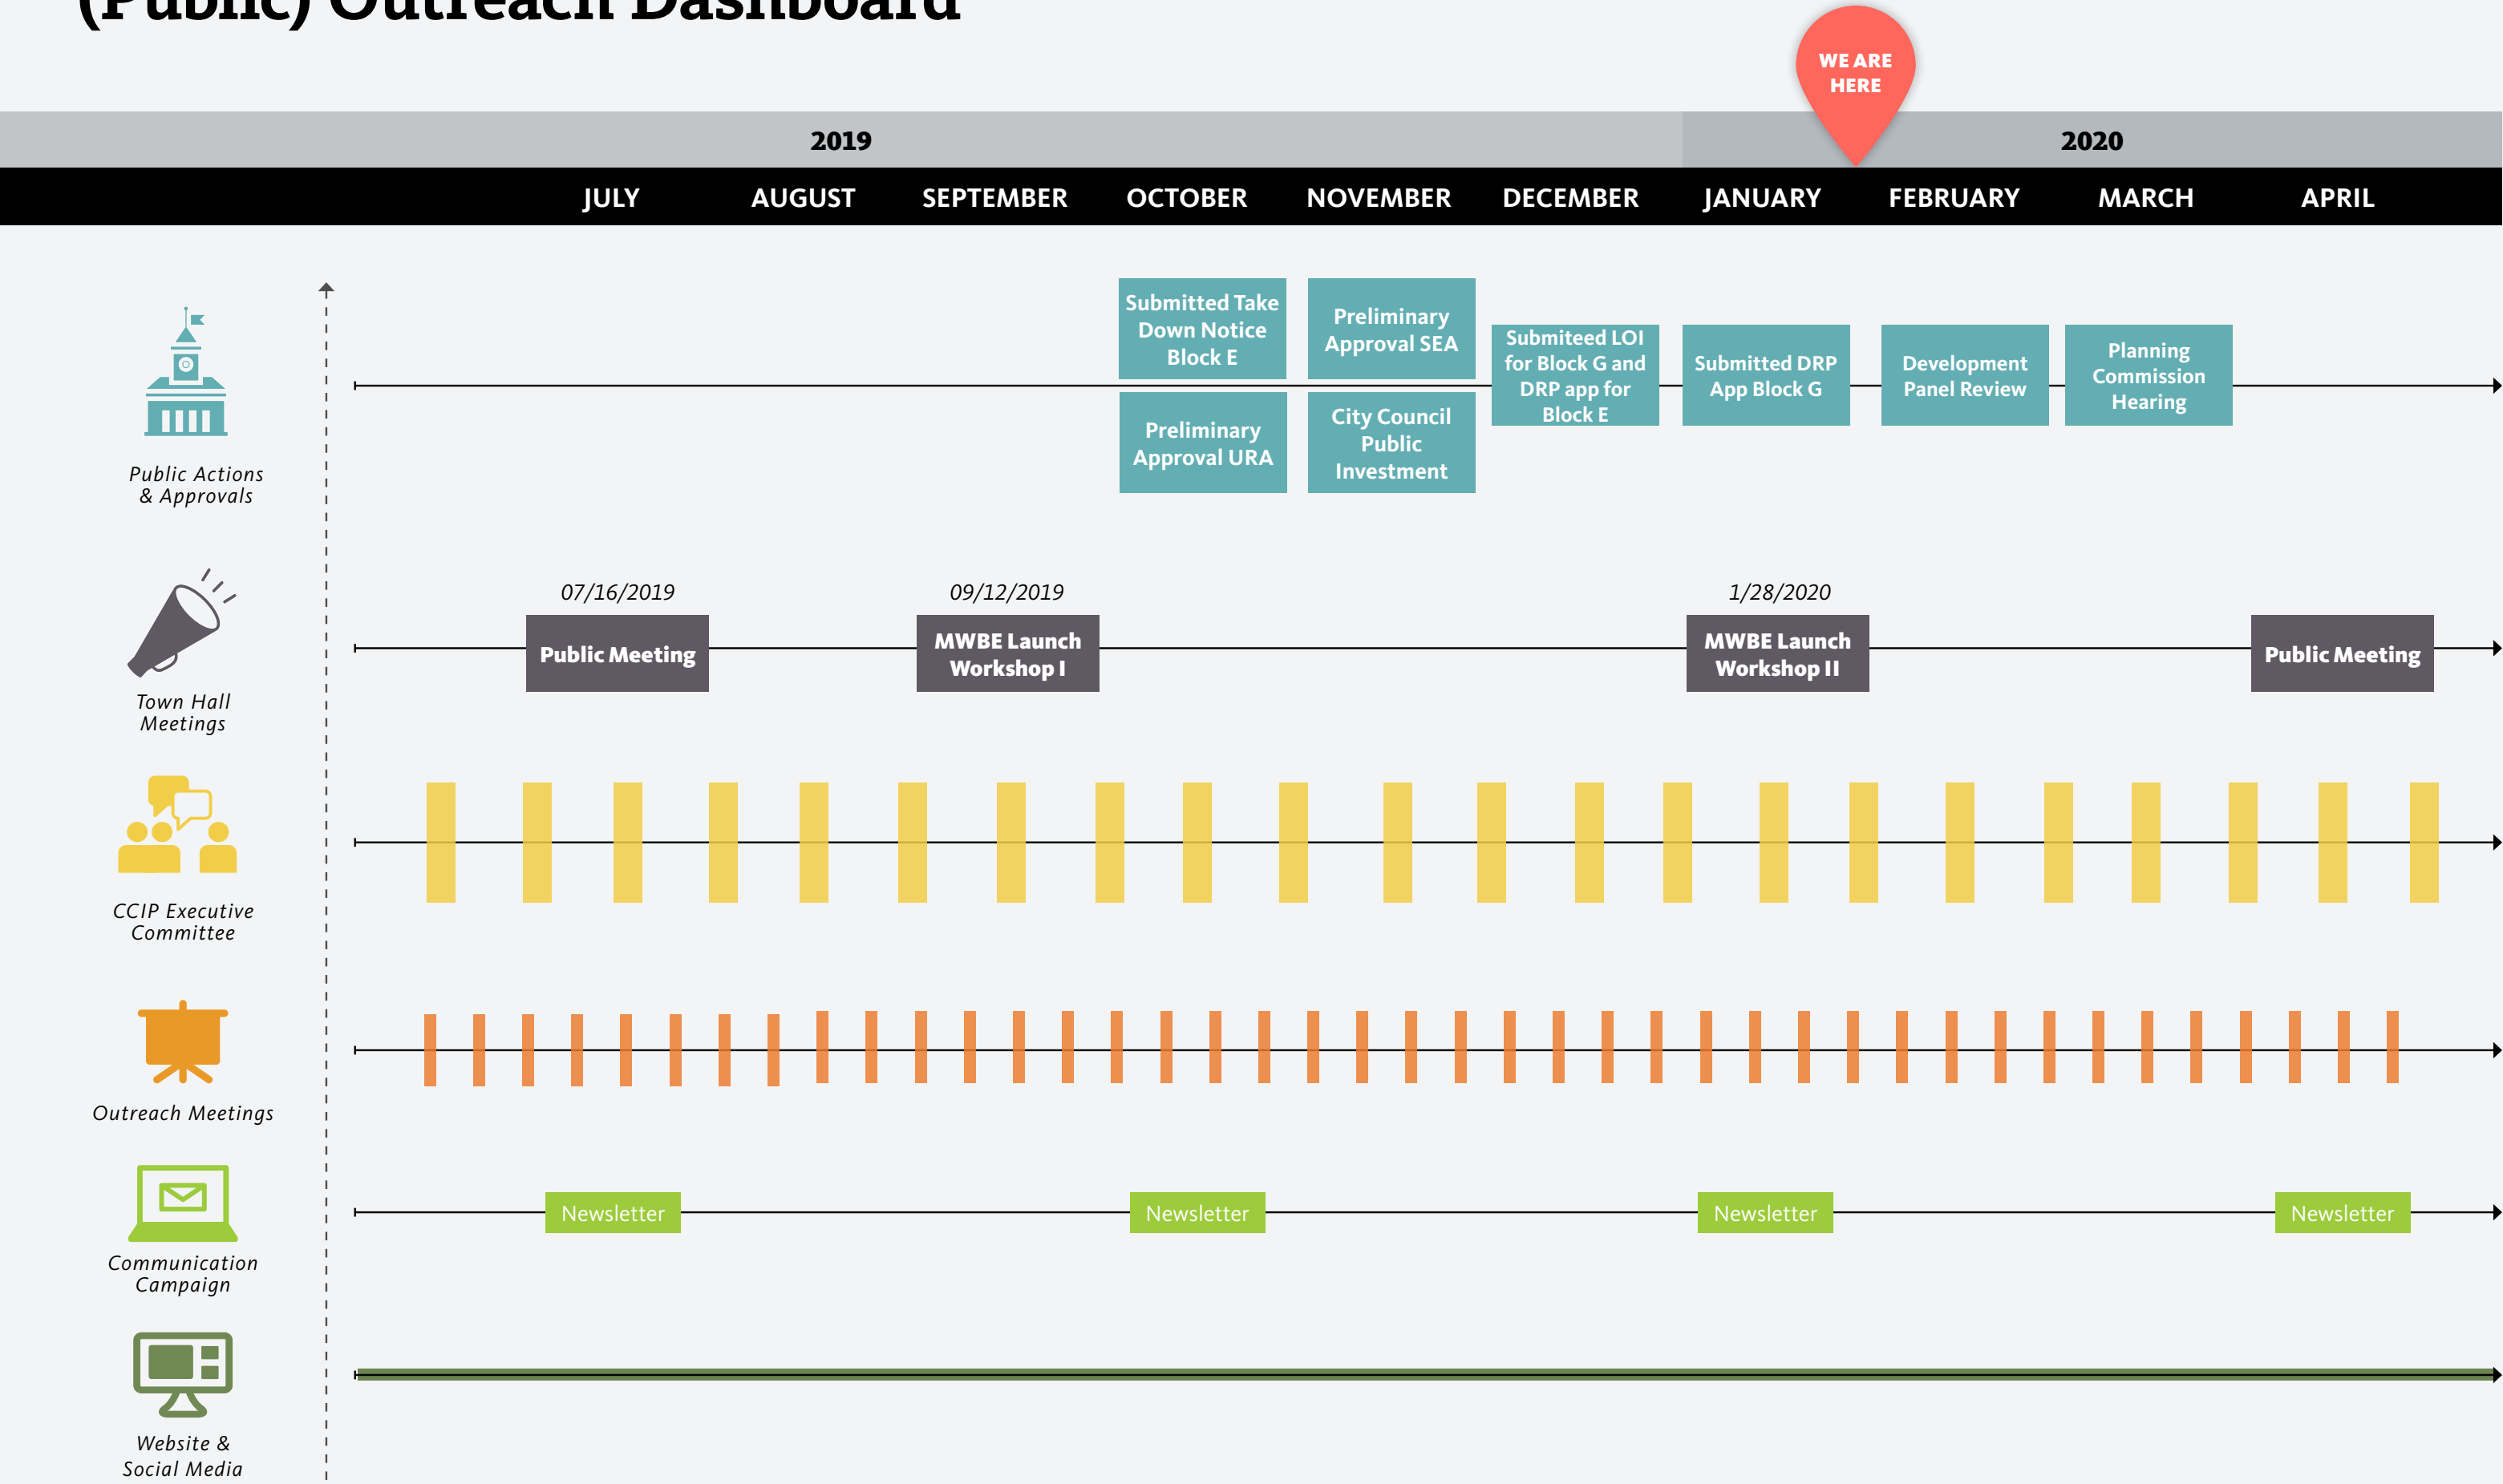 (Public) Outreach Dashboard
WE ARE
HERE
2019
2020
JULY
AUGUST
SEPTEMBER
OCTOBER
NOVEMBER
DECEMBER
JANUARY
FEBRUARY
MARCH
APRIL
Public Actions
& Approvals
Submitted Take
Down Notice
Block E
Preliminary
Approval URA
Preliminary
Approval SEA
City Council
Public
Investment
Submiteed LOI
for Block G and
DRP app for
Block E
Submitted DRP
App Block G
Development
Panel Review
Planning
Commission
Hearing
Town Hall
Meetings
07/16/2019
Public Meeting
09/12/2019
MWBE Launch
Workshop I
1/28/2020
MWBE Launch
Workshop II
Public Meeting
CCIP Executive
Committee
Outreach Meetings
Communication
Campaign
Newsletter
Newsletter
Newsletter
Newsletter
Website &
Social Media